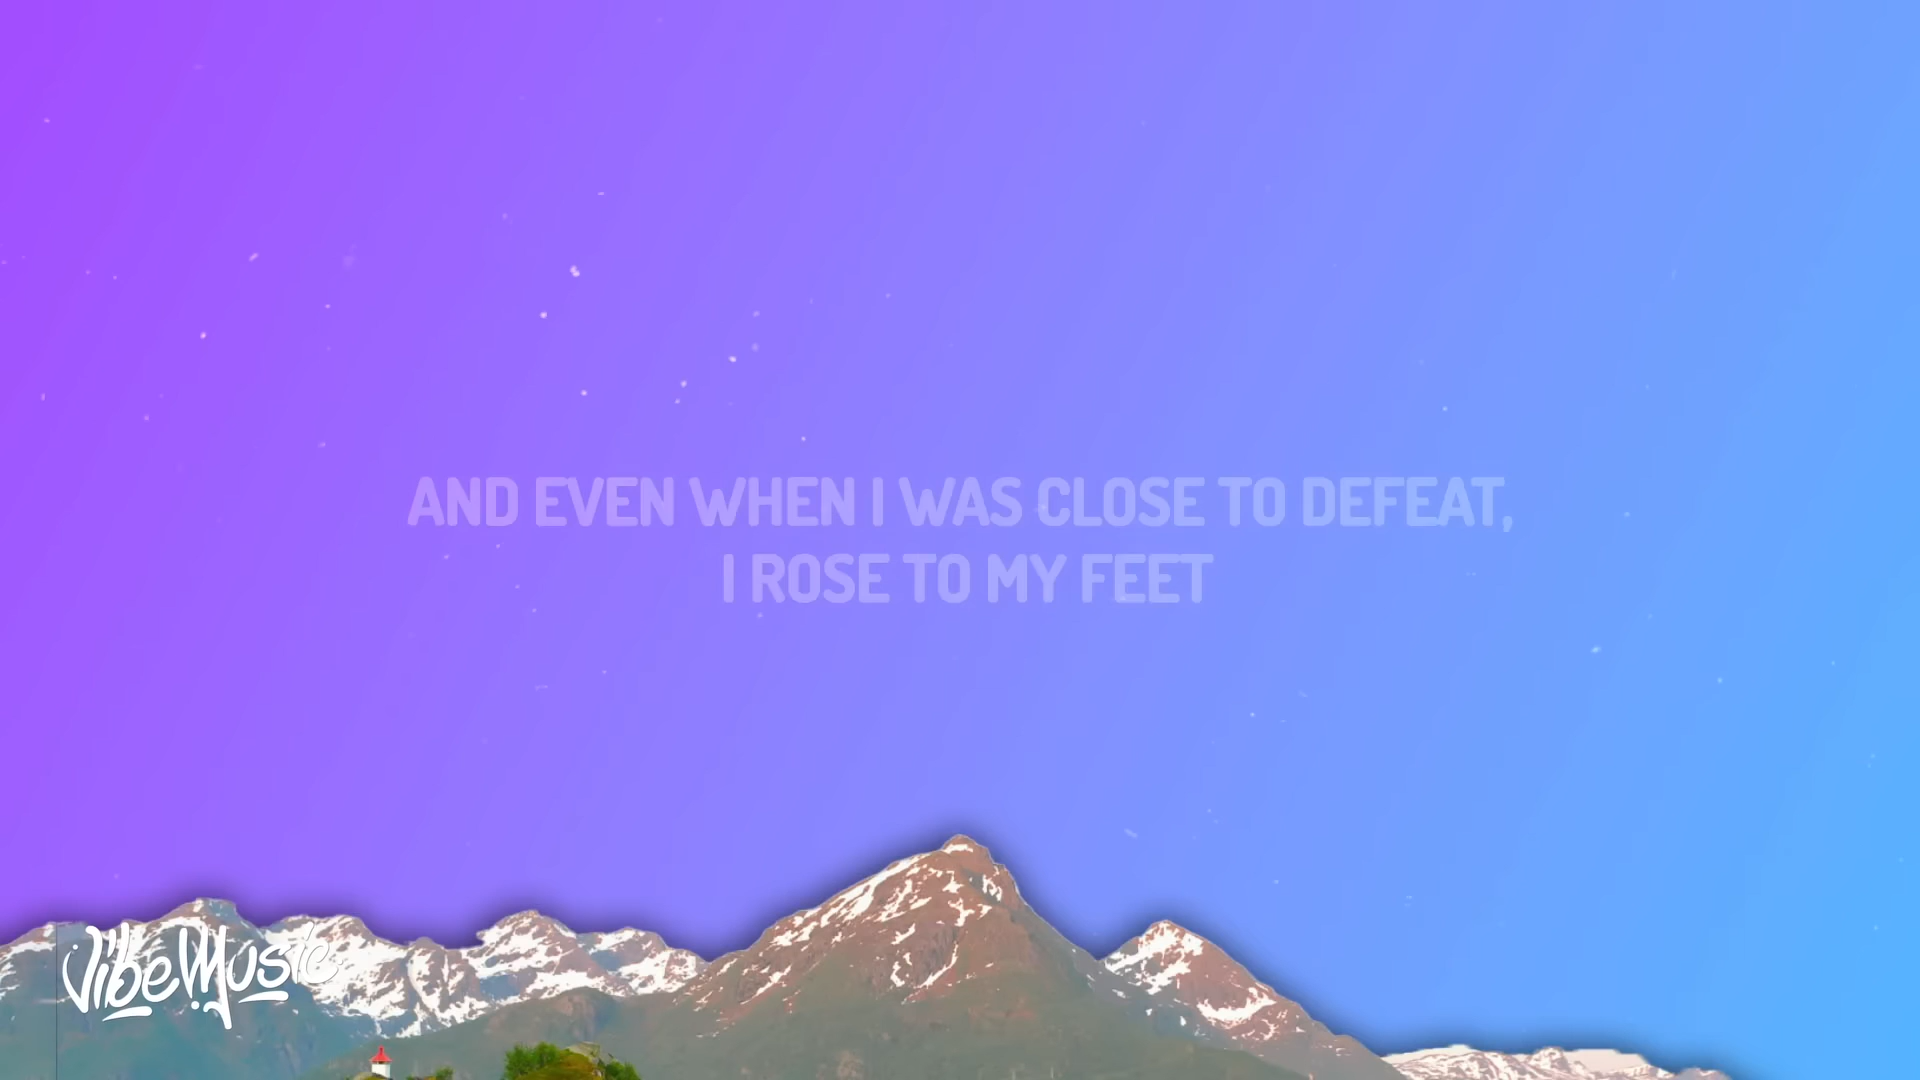 AND EVEN WHEN I WAS CLOSE TO DEFEAT,
I ROSE TO MY FEET
VibeMusic